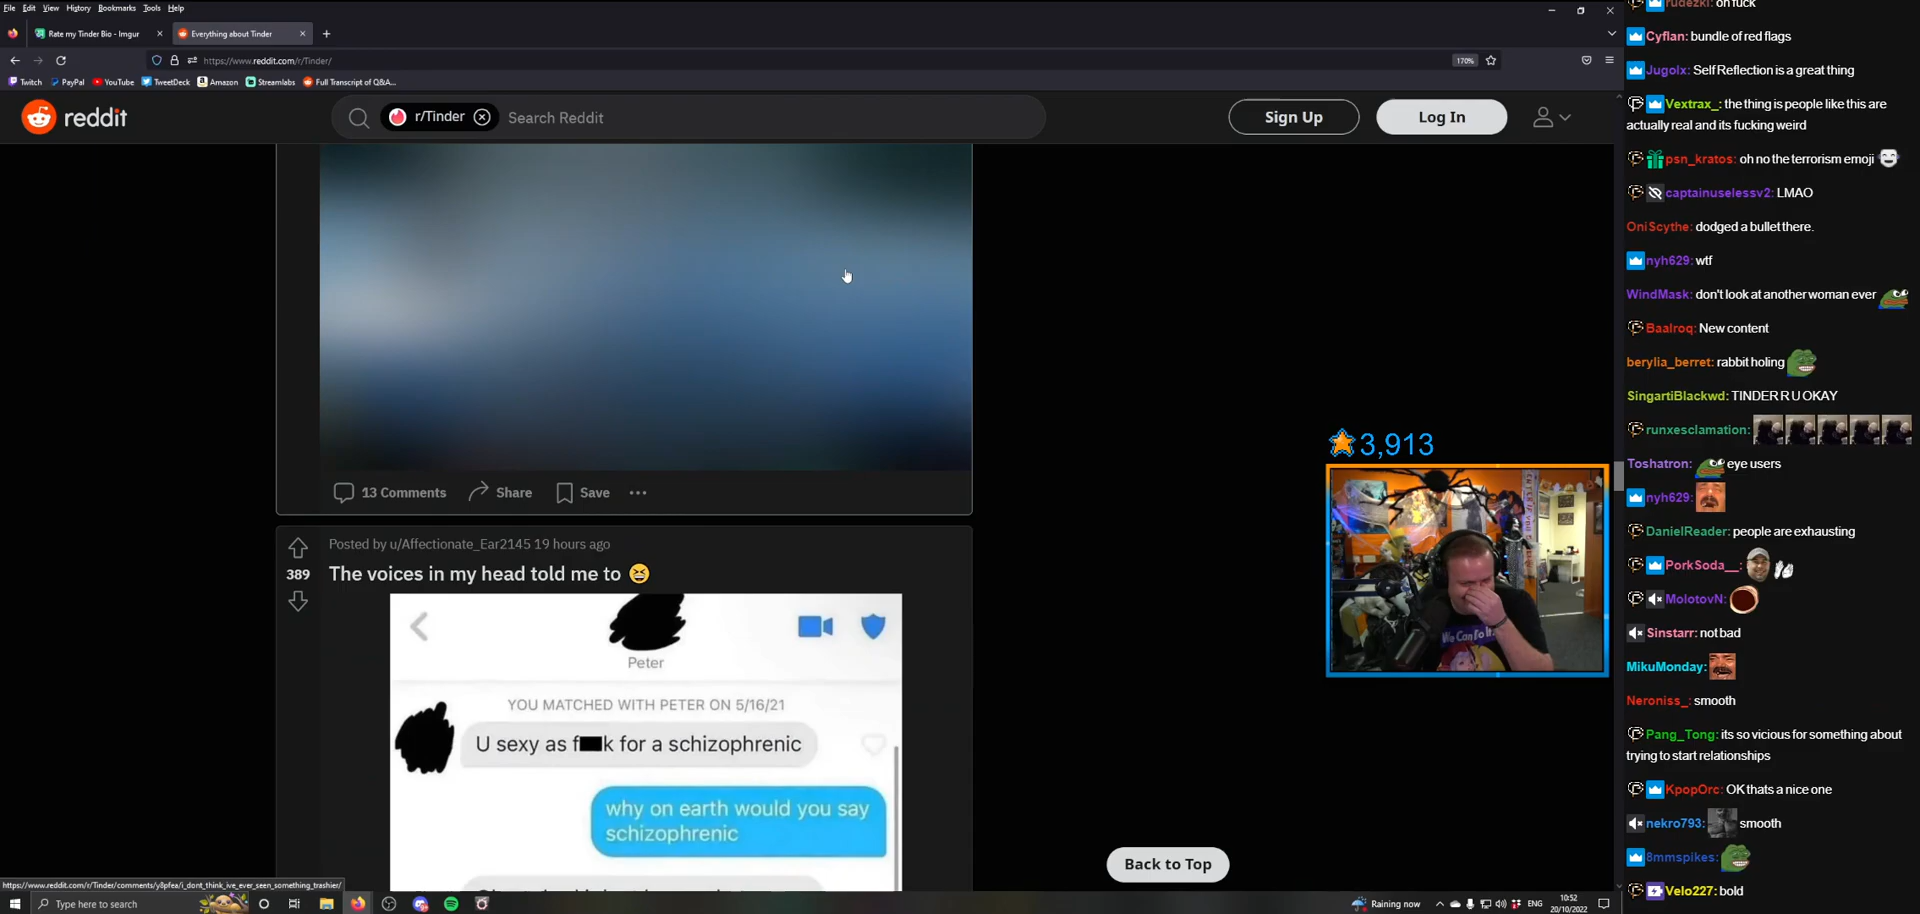 File Edit View History Bookmarks Tools Help
Rate my Tinder Bio - Imgur
Everything about Tinder
https://www.reddit.com/r/Tinder/
170%
Twitch PayPal YouTube TweetDeck Amazon Streamlabs Full Transcript of Q&A...
reddit
r/Tinder
Search Reddit
Sign Up
Log In
13 Comments
Share
Save
Posted by u/Affectionate_Ear2145 19 hours ago
389
The voices in my head told me to 😆
Peter
YOU MATCHED WITH PETER ON 5/16/21
U sexy as f k for a schizophrenic
why on earth would you say
schizophrenic
Back to Top
3,913
We Can Do It!
https://www.reddit.com/r/Tinder/comments/y8pfea/i_dont_think_ive_ever_seen_something_trashier/
Type here to search
Raining now
ENG
10:52
20/10/2022
rudezki: oh fuck
Cyflan: bundle of red flags
Jugolx: Self Reflection is a great thing
Vextrax_: the thing is people like this are
actually real and its fucking weird
psn_kratos: oh no the terrorism emoji
captainuselessv2: LMAO
OniScythe: dodged a bullet there.
nyh629: wtf
WindMask: don't look at another woman ever
Baalroq: New content
berylia_berret: rabbit holing
SingartiBlackwd: TINDER R U OKAY
runxesclamation:
Toshatron: eye users
nyh629:
DanielReader: people are exhausting
PorkSoda__:
MolotovN:
Sinstarr: not bad
MikuMonday:
Neroniss_: smooth
Pang_Tong: its so vicious for something about
trying to start relationships
KpopOrc: OK thats a nice one
nekro793: smooth
8mmspikes:
Velo227: bold